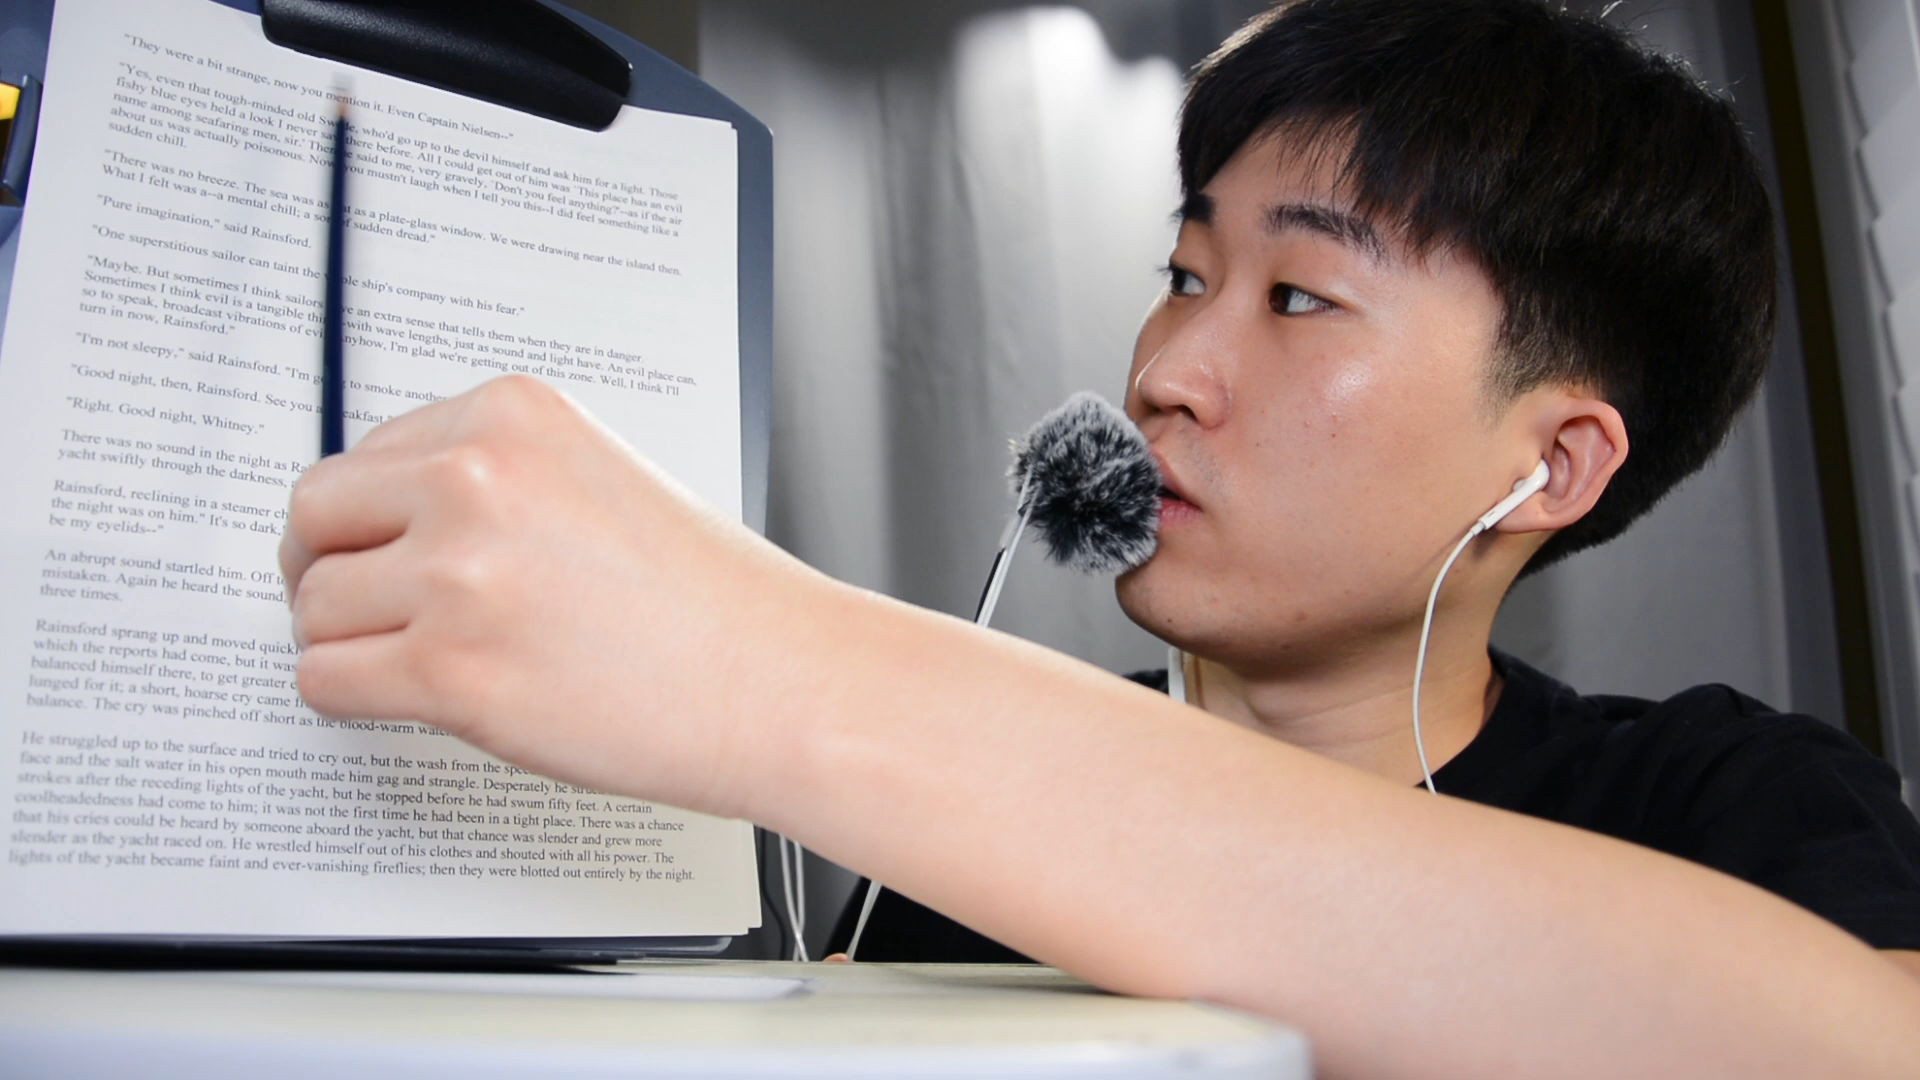 "They were a bit strange, now you mention it. Even Captain Nielsen--"
"Yes, even that tough-minded old Swede, who'd go up to the devil himself and ask him for a light. Those
fishy blue eyes held a look I never saw there before. All I could get out of him was `This place has an evil
name among seafaring men, sir.' Then he said to me, very gravely, `Don't you feel anything?'--as if the air
about us was actually poisonous. Now you mustn't laugh when I tell you this--I did feel something like a
sudden chill.
"There was no breeze. The sea was as flat as a plate-glass window. We were drawing near the island then.
What I felt was a--a mental chill; a sort of sudden dread."
"Pure imagination," said Rainsford.
"One superstitious sailor can taint the whole ship's company with his fear."
"Maybe. But sometimes I think sailors have an extra sense that tells them when they are in danger.
Sometimes I think evil is a tangible thing--with wave lengths, just as sound and light have. An evil place can,
so to speak, broadcast vibrations of evil. Anyhow, I'm glad we're getting out of this zone. Well, I think I'll
turn in now, Rainsford."
"I'm not sleepy," said Rainsford. "I'm going to smoke another
"Good night, then, Rainsford. See you at breakfast."
"Right. Good night, Whitney."
There was no sound in the night as
yacht swiftly through the darkness,
Rainsford, reclining in a steamer
the night was on him." It's so dark,"
be my eyelids--"
An abrupt sound startled him. Off
mistaken. Again he heard the sound,
three times.
Rainsford sprang up and moved
which the reports had come, but it was
balanced himself there, to get greater
lunged for it; a short, hoarse cry came
balance. The cry was pinched off short as the blood-warm
He struggled up to the surface and tried to cry out, but the wash from the
face and the salt water in his open mouth made him gag and strangle. Desperately he
strokes after the receding lights of the yacht, but he stopped before he had swum fifty feet. A certain
coolheadedness had come to him; it was not the first time he had been in a tight place. There was a chance
that his cries could be heard by someone aboard the yacht, but that chance was slender and grew more
slender as the yacht raced on. He wrestled himself out of his clothes and shouted with all his power. The
lights of the yacht became faint and ever-vanishing fireflies; then they were blotted out entirely by the night.